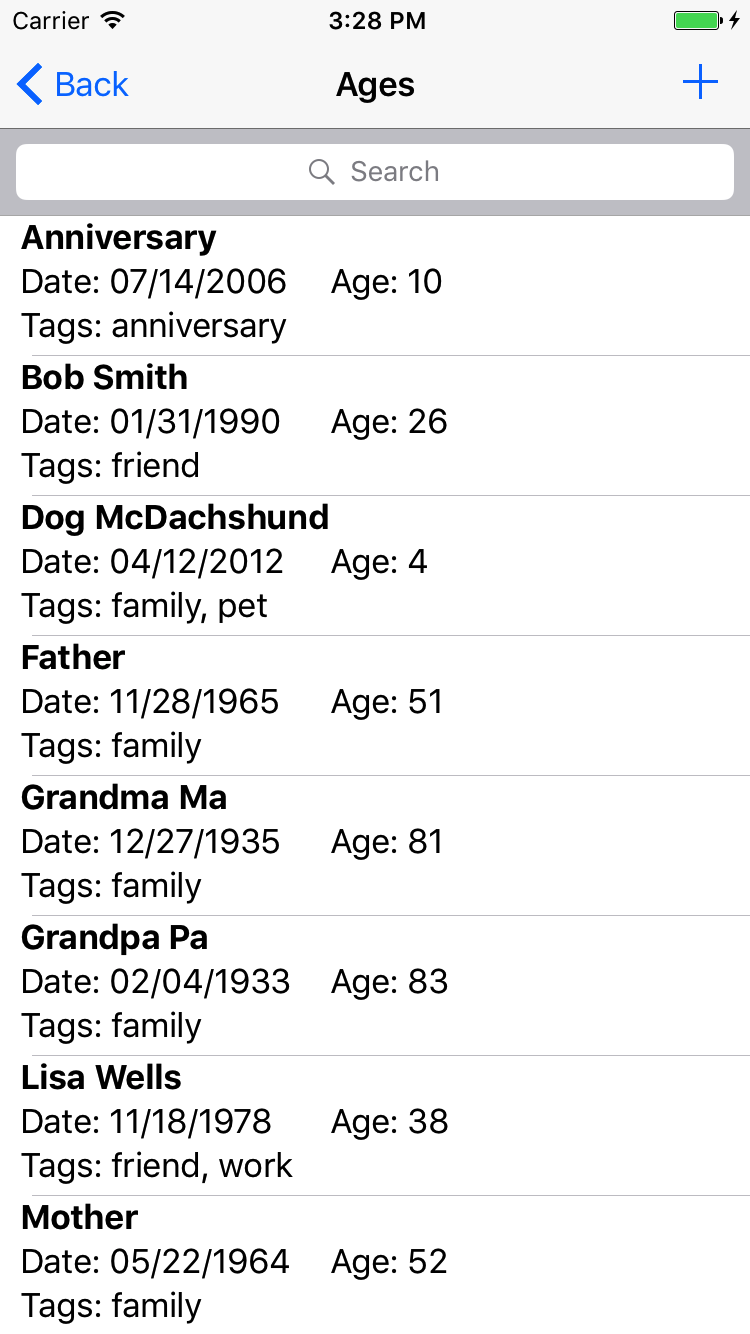 Carrier 3:28 PM
Back Ages
Search
Anniversary
Date: 07/14/2006 Age: 10
Tags: anniversary
Bob Smith
Date: 01/31/1990 Age: 26
Tags: friend
Dog McDachshund
Date: 04/12/2012 Age: 4
Tags: family, pet
Father
Date: 11/28/1965 Age: 51
Tags: family
Grandma Ma
Date: 12/27/1935 Age: 81
Tags: family
Grandpa Pa
Date: 02/04/1933 Age: 83
Tags: family
Lisa Wells
Date: 11/18/1978 Age: 38
Tags: friend, work
Mother
Date: 05/22/1964 Age: 52
Tags: family